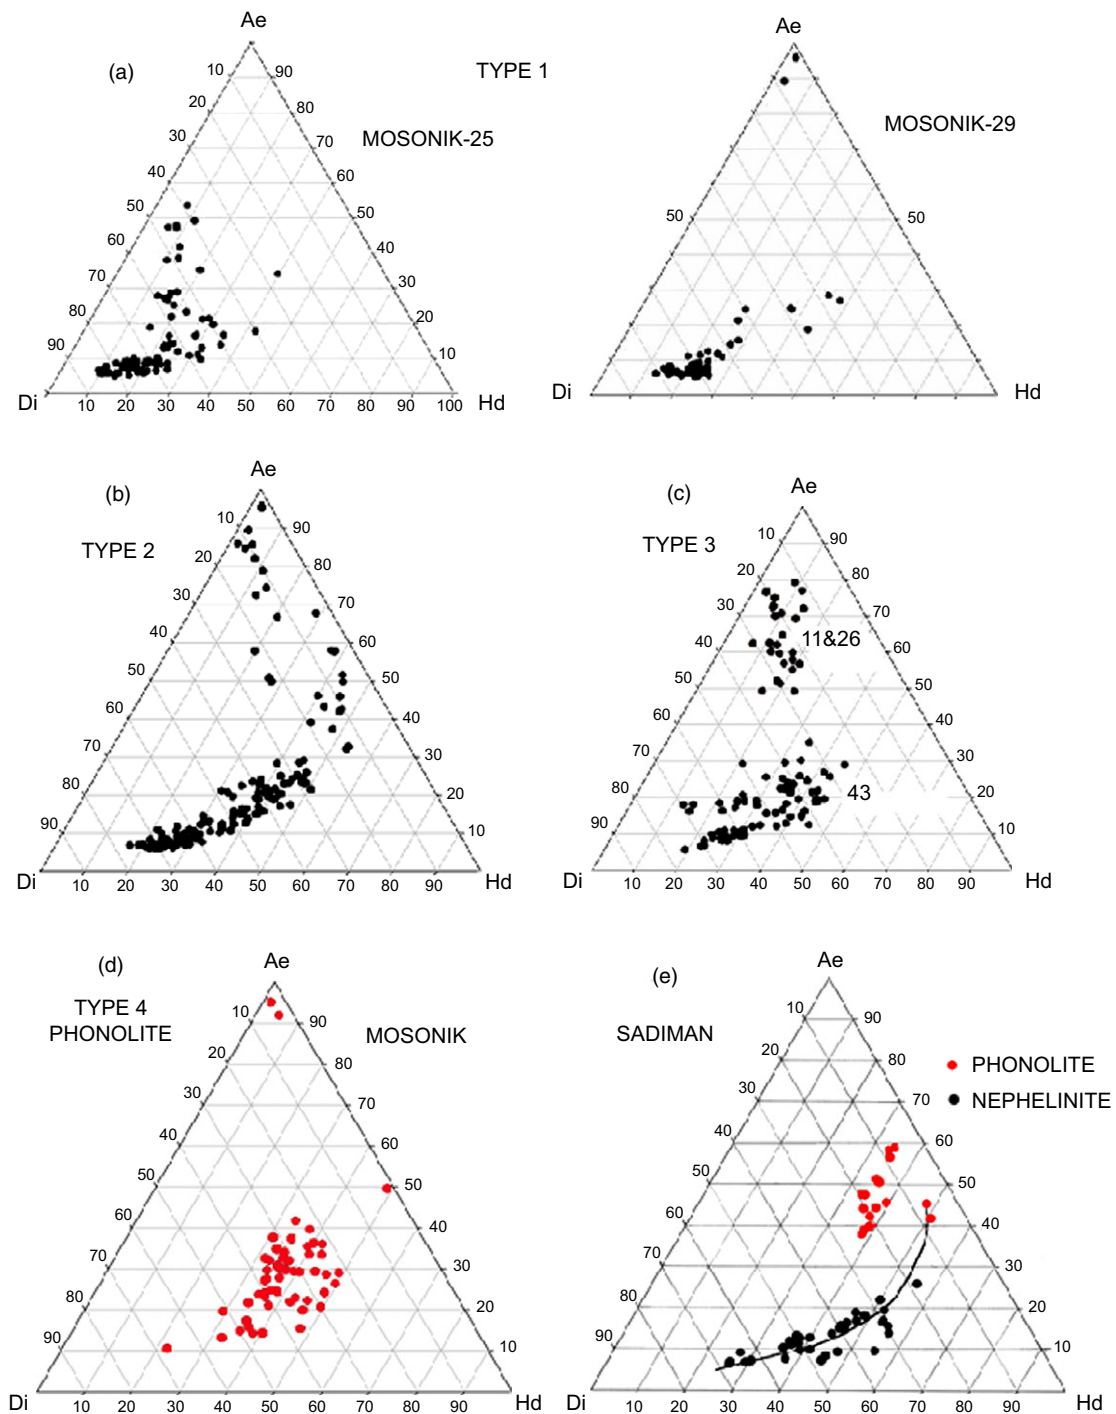 Ae
(a)
TYPE 1
MOSONIK-25
10 20 30 40 50 60 70 80 90
90 80 70 60 50 40 30 20 10
Di 10 20 30 40 50 60 70 80 90 100 Hd
Ae
MOSONIK-29
50 50
Di Hd
Ae
(b)
TYPE 2
10 20 30 40 50 60 70 80 90
90 80 70 60 50 40 30 20 10
Di 10 20 30 40 50 60 70 80 90 Hd
Ae
(c)
TYPE 3
10 20 30 40 50 60 70 80 90
90 80 70 60 50 40 30 20 10
11&26
43
Di 10 20 30 40 50 60 70 80 90 Hd
Ae
(d)
TYPE 4
PHONOLITE
MOSONIK
10 20 30 40 50 60 70 80 90
90 80 70 60 50 40 30 20 10
Di 10 20 30 40 50 60 70 80 90 Hd
Ae
(e)
SADIMAN
PHONOLITE
NEPHELINITE
10 20 30 40 50 60 70 80 90
90 80 70 60 50 40 30 20 10
Di 10 20 30 40 50 60 70 80 90 Hd